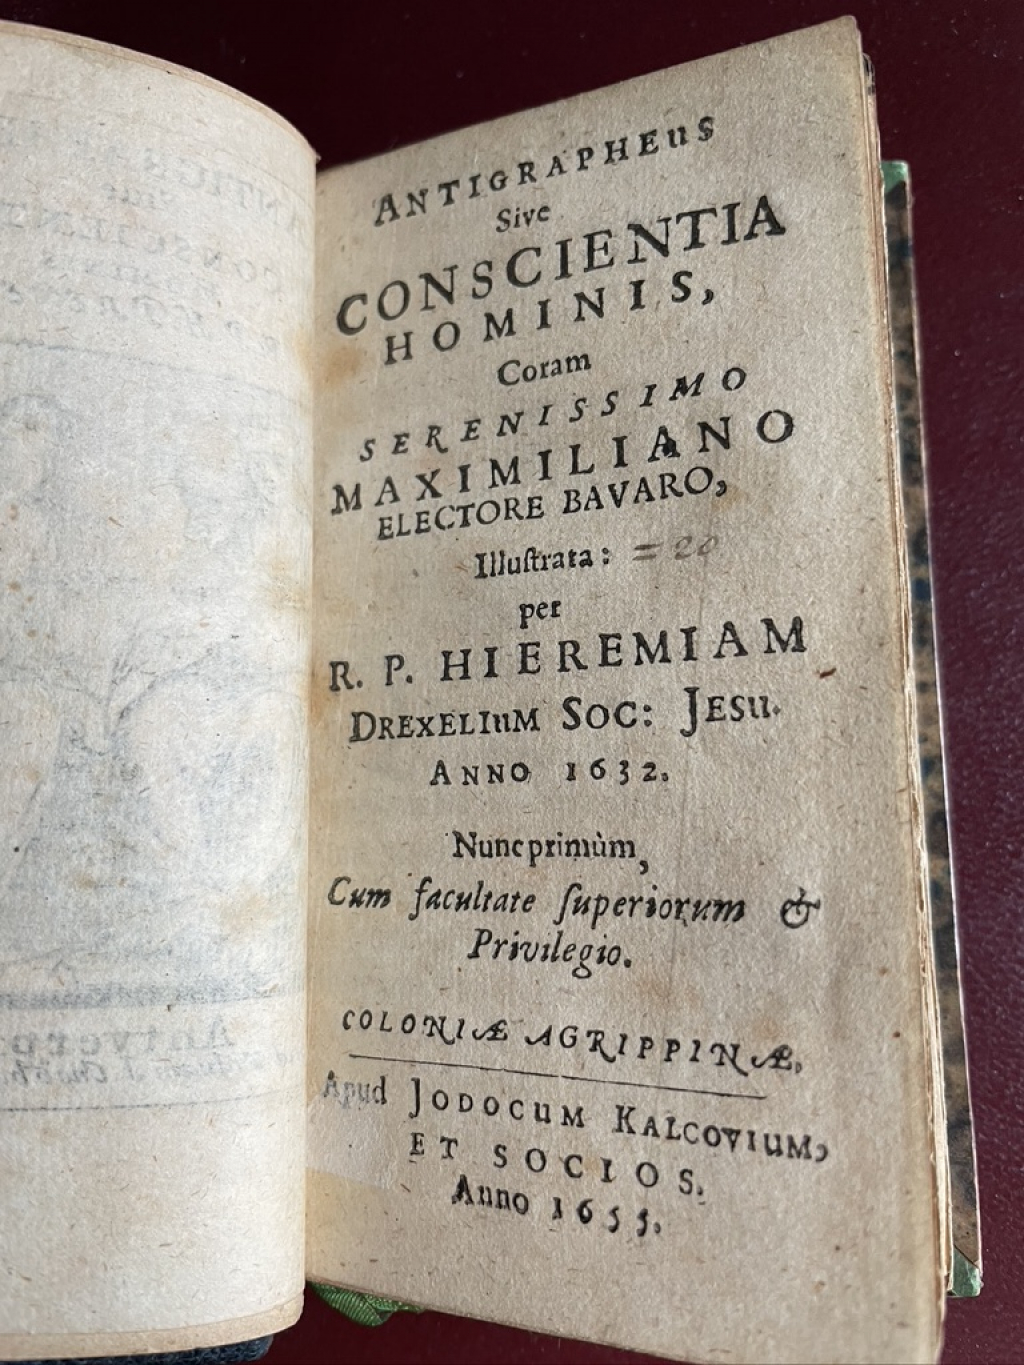 ANTIGRAPHEuS
Sive
CONSCIENTIA
HOMINIS,
Coram
SERENISSIMO
MAXIMILIANO
ELECTORE BAVARO,
Illuſtrata: =20
per
R. P. HIEREMIAM
DREXELIuM SOC: JESu.
ANNO 1632.
Nunc primùm,
Cum facultate ſuperiorum &
Privilegio.
COLONIÆ AGRIPPINÆ,
Apud JODOCUM KALCOVIUM,
ET SOCIOS.
Anno 1655.